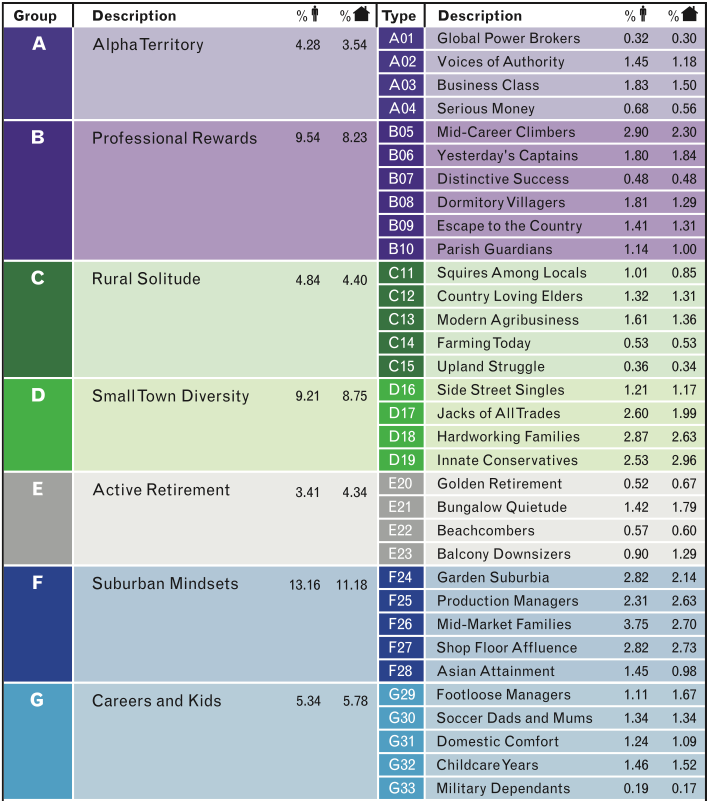 Group Description % % Type Description % %
A Alpha Territory 4.28 3.54 A01 Global Power Brokers 0.32 0.30
A02 Voices of Authority 1.45 1.18
A03 Business Class 1.83 1.50
A04 Serious Money 0.68 0.56
B Professional Rewards 9.54 8.23 B05 Mid-Career Climbers 2.90 2.30
B06 Yesterday's Captains 1.80 1.84
B07 Distinctive Success 0.48 0.48
B08 Dormitory Villagers 1.81 1.29
B09 Escape to the Country 1.41 1.31
B10 Parish Guardians 1.14 1.00
C Rural Solitude 4.84 4.40 C11 Squires Among Locals 1.01 0.85
C12 Country Loving Elders 1.32 1.31
C13 Modern Agribusiness 1.61 1.36
C14 Farming Today 0.53 0.53
C15 Upland Struggle 0.36 0.34
D Small Town Diversity 9.21 8.75 D16 Side Street Singles 1.21 1.17
D17 Jacks of All Trades 2.60 1.99
D18 Hardworking Families 2.87 2.63
D19 Innate Conservatives 2.53 2.96
E Active Retirement 3.41 4.34 E20 Golden Retirement 0.52 0.67
E21 Bungalow Quietude 1.42 1.79
E22 Beachcombers 0.57 0.60
E23 Balcony Downsizers 0.90 1.29
F Suburban Mindsets 13.16 11.18 F24 Garden Suburbia 2.82 2.14
F25 Production Managers 2.31 2.63
F26 Mid-Market Families 3.75 2.70
F27 Shop Floor Affluence 2.82 2.73
F28 Asian Attainment 1.45 0.98
G Careers and Kids 5.34 5.78 G29 Footloose Managers 1.11 1.67
G30 Soccer Dads and Mums 1.34 1.34
G31 Domestic Comfort 1.24 1.09
G32 Childcare Years 1.46 1.52
G33 Military Dependants 0.19 0.17